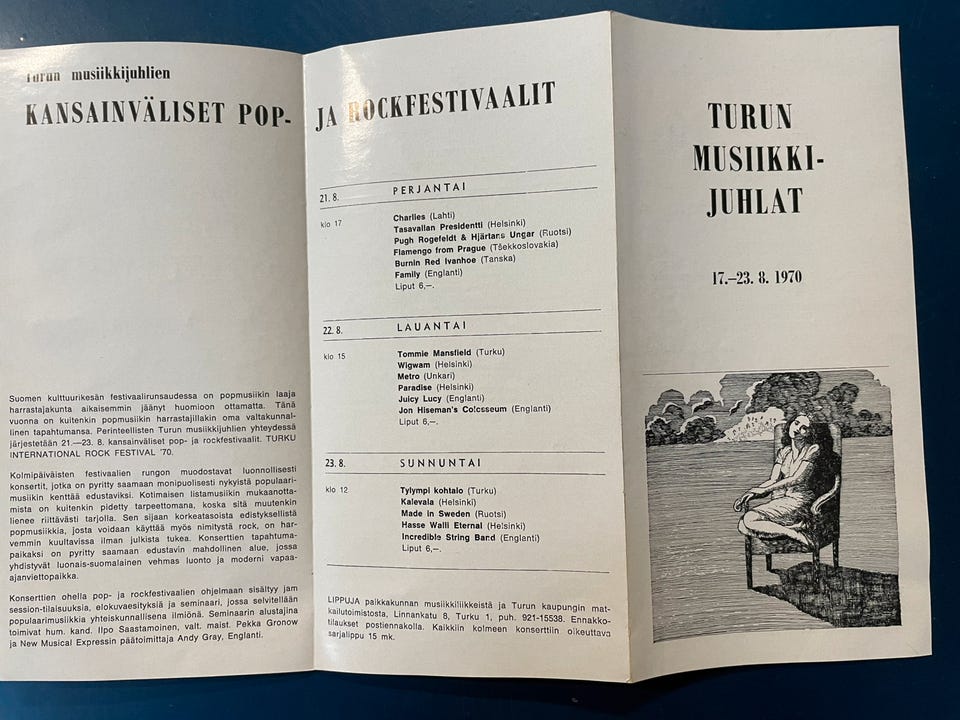 Turun musiikkijuhlien
KANSAINVÄLISET POP-
Suomen kulttuurikesän festivaalirunsaudessa on popmusiikin laaja
harrastajakunta aikaisemmin jäänyt huomioon ottamatta. Tänä
vuonna on kuitenkin popmusiikin harrastajillakin oma valtakunnal-
linen tapahtumansa. Perinteellisten Turun musiikkijuhlien yhteydessä
järjestetään 21.—23. 8. kansainväliset pop- ja rockfestivaalit. TURKU
INTERNATIONAL ROCK FESTIVAL '70.
Kolmipäiväisten festivaalien rungon muodostavat luonnollisesti
konsertit, jotka on pyritty saamaan monipuolisesti nykyistä populaari-
musiikin kenttää edustaviksi. Kotimaisen listamusiikin mukaanotta-
mista on kuitenkin pidetty tarpeettomana, koska sitä muutenkin
lienee riittävästi tarjolla. Sen sijaan korkeatasoista edistyksellistä
popmusiikkia, josta voidaan käyttää myös nimitystä rock, on har-
vemmin kuultavissa ilman julkista tukea. Konserttien tapahtuma-
paikaksi on pyritty saamaan edustavin mahdollinen alue, jossa
yhdistyvät luonais-suomalainen vehmas luonto ja moderni vapaa-
ajanviettopaikka.
Konserttien ohella pop- ja rockfestivaalien ohjelmaan sisältyy jam
session-tilaisuuksia, elokuvaesityksiä ja seminaari, jossa selvitellään
populaarimusiikkia yhteiskunnallisena ilmiönä. Seminaarin alustajina
toimivat hum. kand. Ilpo Saastamoinen, valt. maist. Pekka Gronow
ja New Musical Expressin päätoimittaja Andy Gray, Englanti.
JA ROCKFESTIVAALIT
21. 8. PERJANTAI
klo 17 Charlies (Lahti)
Tasavallan Presidentti (Helsinki)
Pugh Rogefeldt & Hjärtans Ungar (Ruotsi)
Flamengo from Prague (Tšekkoslovakia)
Burnin Red Ivanhoe (Tanska)
Family (Englanti)
Liput 6,—.
22. 8. LAUANTAI
klo 15 Tommie Mansfield (Turku)
Wigwam (Helsinki)
Metro (Unkari)
Paradise (Helsinki)
Juicy Lucy (Englanti)
Jon Hiseman's Colosseum (Englanti)
Liput 6,—.
23. 8. SUNNUNTAI
klo 12 Tylympi kohtalo (Turku)
Kalevala (Helsinki)
Made in Sweden (Ruotsi)
Hasse Walli Eternal (Helsinki)
Incredible String Band (Englanti)
Liput 6,—.
LIPPUJA paikkakunnan musiikkiliikkeistä ja Turun kaupungin mat-
kailutoimistosta, Linnankatu 8, Turku 1, puh. 921-15538. Ennakko-
tilaukset postiennakolla. Kaikkiin kolmeen konserttiin oikeuttava
sarjalippu 15 mk.
TURUN
MUSIIKKI-
JUHLAT
17.—23. 8. 1970